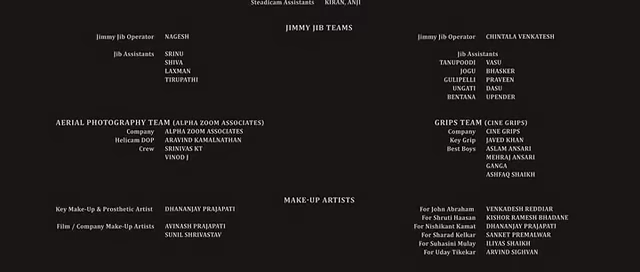 Steadicam Assistants KIRAN, ANJI
JIMMY JIB TEAMS
Jimmy Jib Operator NAGESH
Jib Assistants SRINU
SHIVA
LAXMAN
TIRUPATHI
Jimmy Jib Operator CHINTALA VENKATESH
Jib Assistants
TANUPOODI VASU
JOGU BHASKER
GULIPELLI PRAVEEN
UNGATI DASU
BENTANA UPENDER
AERIAL PHOTOGRAPHY TEAM (ALPHA ZOOM ASSOCIATES)
Company ALPHA ZOOM ASSOCIATES
Helicam DOP ARAVIND KAMALNATHAN
Crew SRINIVAS KT
VINOD J
GRIPS TEAM (CINE GRIPS)
Company CINE GRIPS
Key Grip JAVED KHAN
Best Boys ASLAM ANSARI
MEHRAJ ANSARI
GANGA
ASHFAQ SHAIKH
MAKE-UP ARTISTS
Key Make-Up & Prosthetic Artist DHANANJAY PRAJAPATI
Film / Company Make-Up Artists AVINASH PRAJAPATI
SUNIL SHRIVASTAV
For John Abraham VENKADESH REDDIAR
For Shruti Haasan KISHOR RAMESH BHADANE
For Nishikant Kamat DHANANJAY PRAJAPATI
For Sharad Kelkar SANKET PREMALWAR
For Suhasini Mulay ILIYAS SHAIKH
For Uday Tikekar ARVIND SIGHVAN